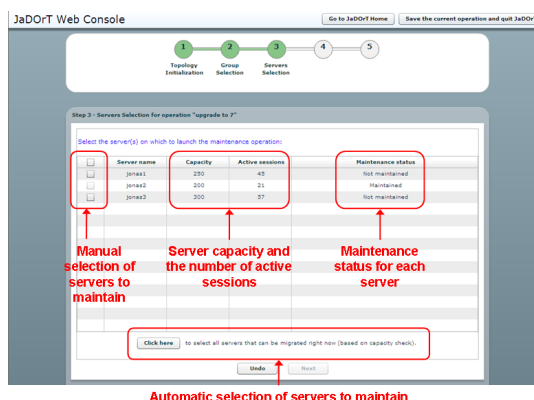 JaDOrT Web Console
Go to JaDOrT Home
Save the current operation and quit JaDOrT
1 2 3 4 5
Topology Initialization
Group Selection
Servers Selection
Step 3 - Servers Selection for operation "upgrade to 7"
Select the server(s) on which to launch the maintenance operation:
Server name Capacity Active sessions Maintenance status
jonas1 250 45 Not maintained
jonas2 200 21 Maintained
jonas3 300 37 Not maintained
Manual
selection of
servers to
maintain
Server capacity and
the number of active
sessions
Maintenance
status for each
server
Click here to select all servers that can be migrated right now (based on capacity check).
Undo Next
Automatic selection of servers to maintain